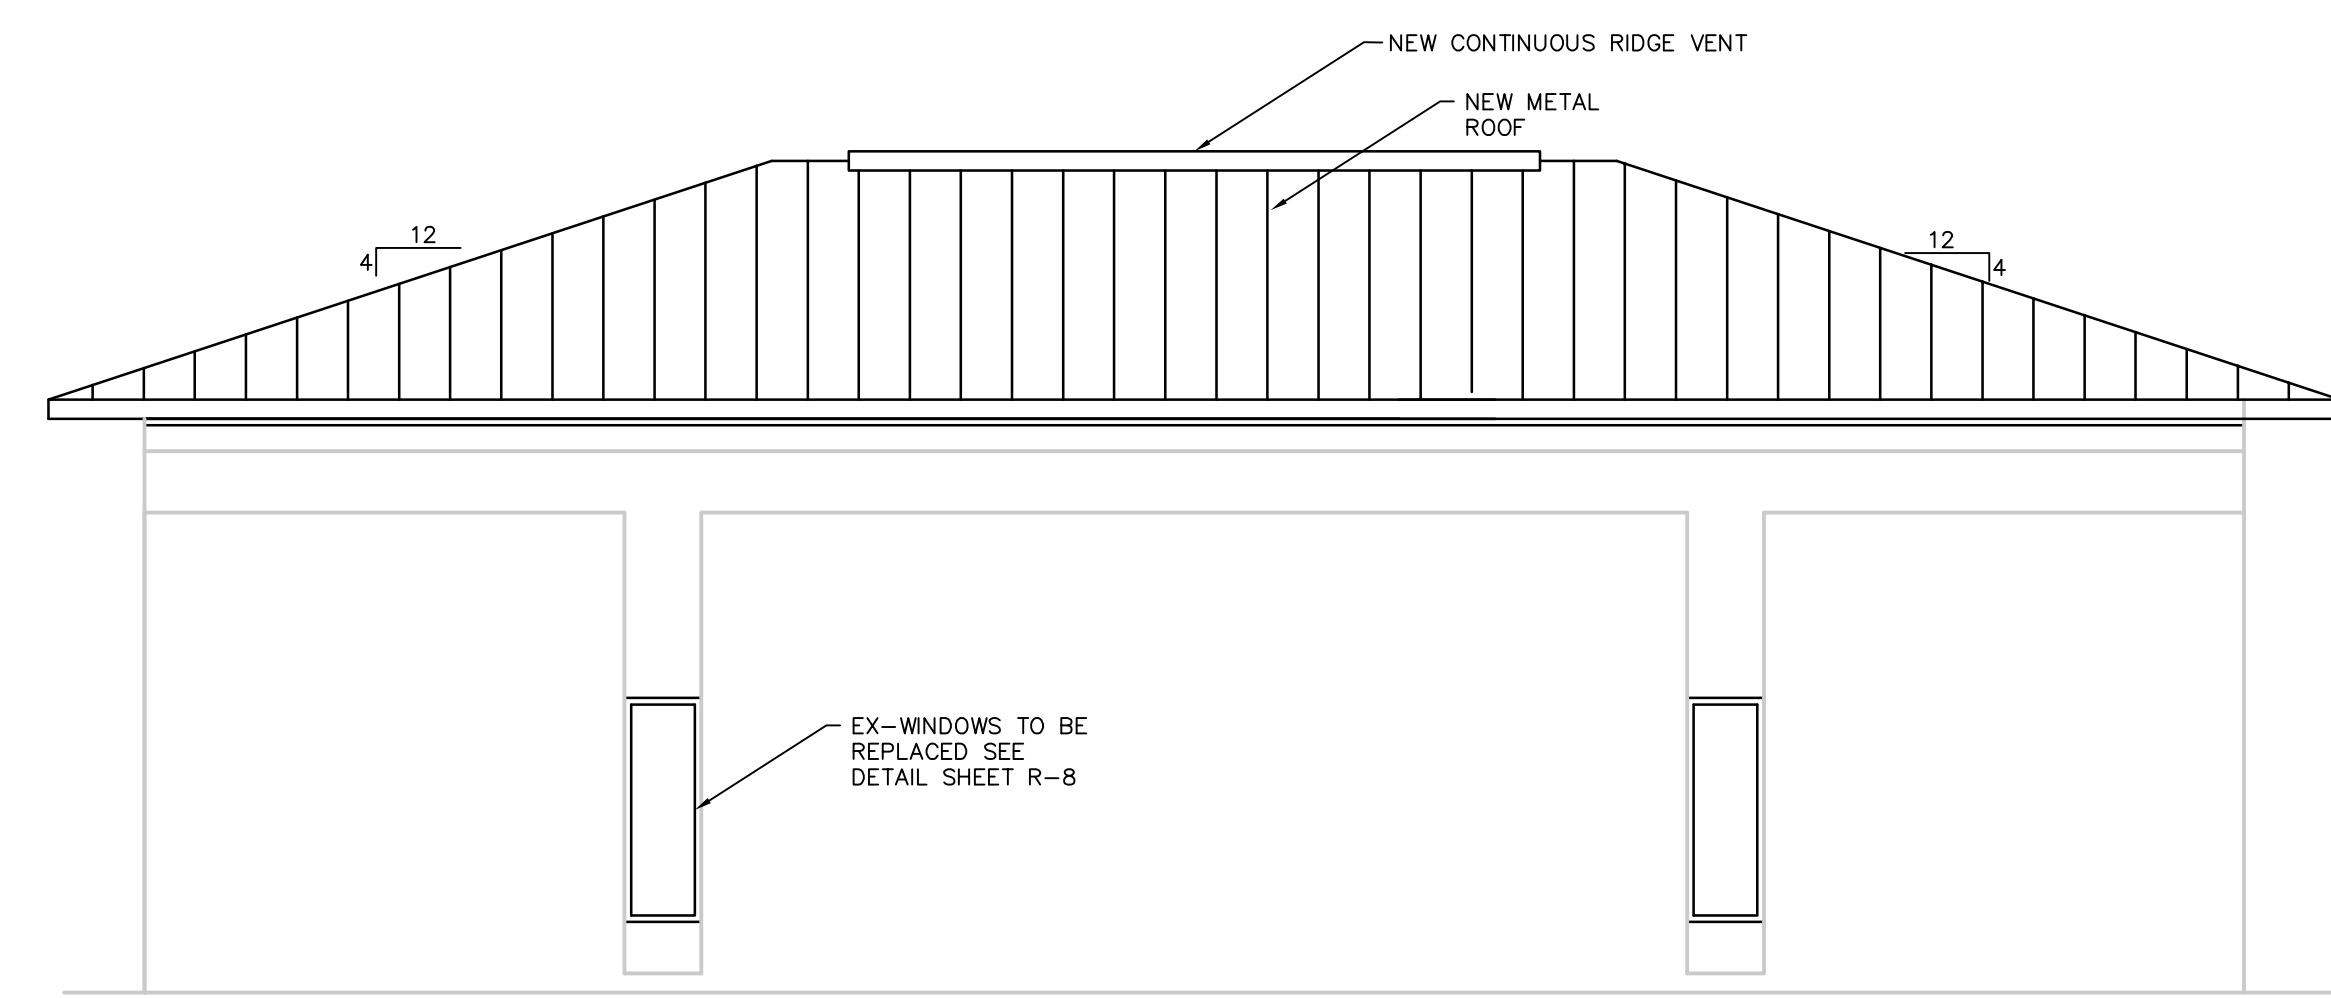 NEW CONTINUOUS RIDGE VENT
NEW METAL
ROOF
12
4
12
4
EX-WINDOWS TO BE
REPLACED SEE
DETAIL SHEET R-8